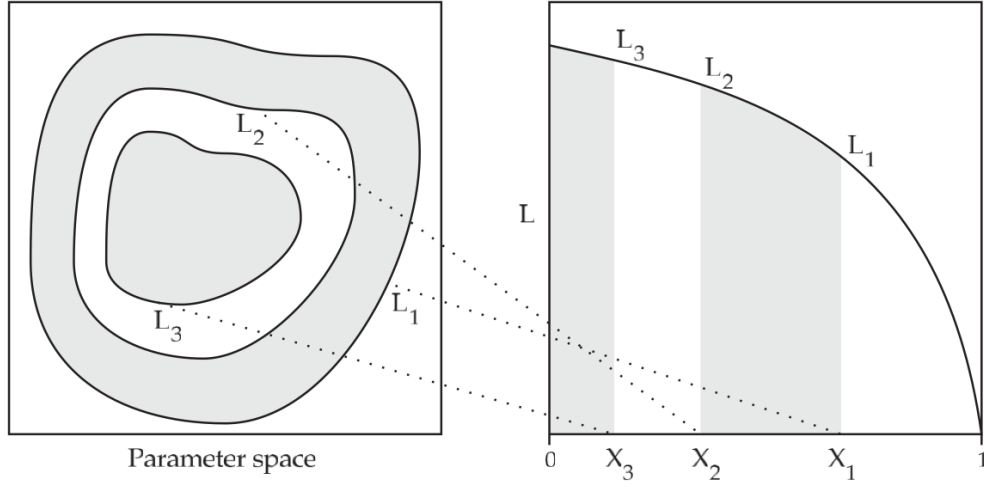 L₂
L₃
L₁
Parameter space
L₃
L₂
L₁
L
0 X₃ X₂ X₁ 1